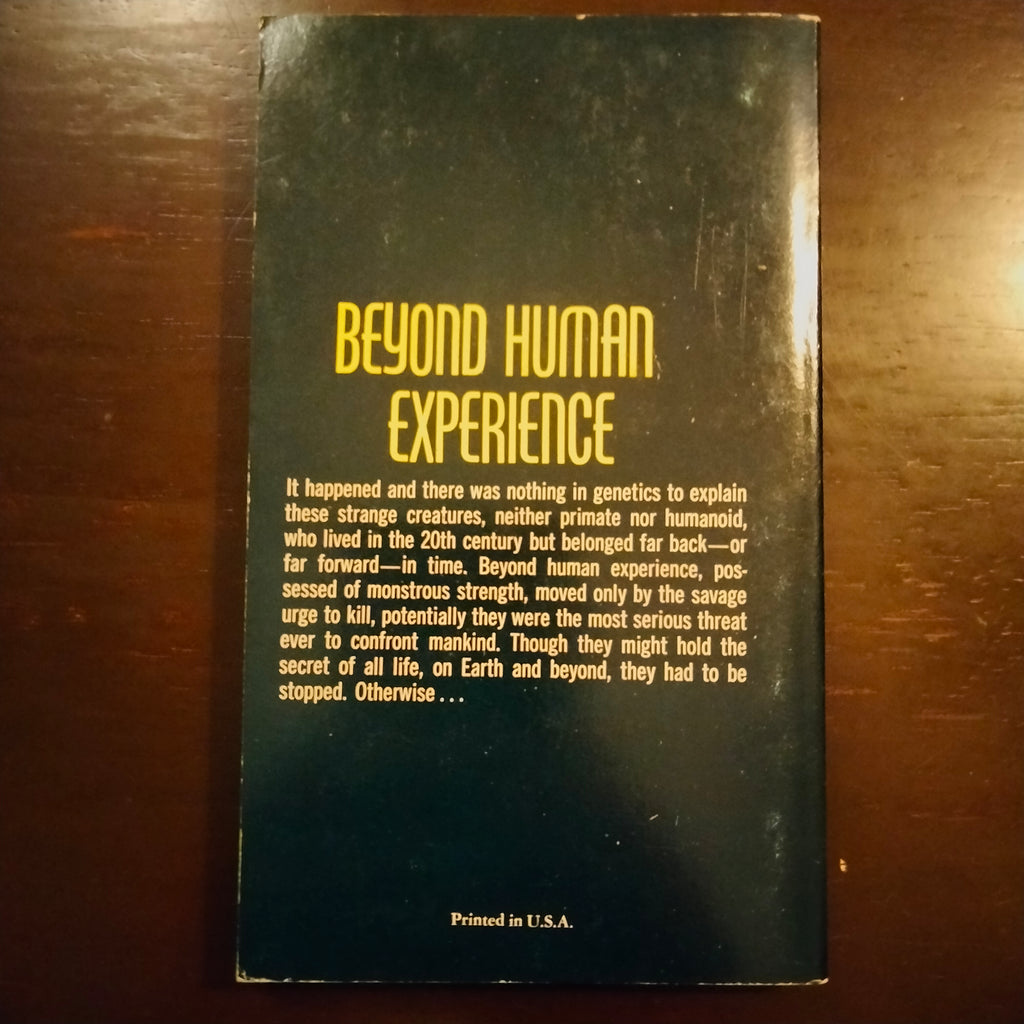 BEYOND HUMAN
EXPERIENCE
It happened and there was nothing in genetics to explain
these strange creatures, neither primate nor humanoid,
who lived in the 20th century but belonged far back—or
far forward—in time. Beyond human experience, pos-
sessed of monstrous strength, moved only by the savage
urge to kill, potentially they were the most serious threat
ever to confront mankind. Though they might hold the
secret of all life, on Earth and beyond, they had to be
stopped. Otherwise . . .
Printed in U.S.A.